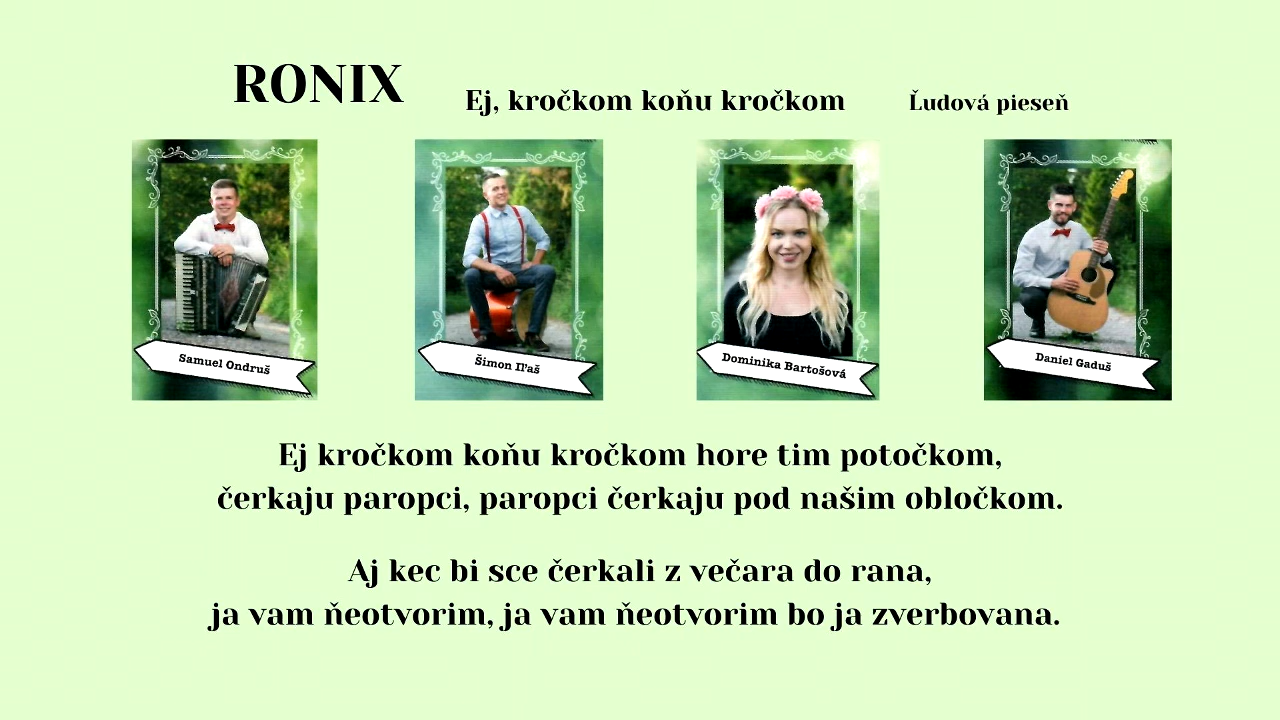 RONIX
Ej, kročkom koňu kročkom
Ľudová pieseň
Samuel Ondruš
Šimon Iľaš
Dominika Bartošová
Daniel Gaduš
Ej kročkom koňu kročkom hore tim potočkom,
čerkaju paropci, paropci čerkaju pod našim obločkom.
Aj kec bi sce čerkali z večara do rana,
ja vam ňeotvorim, ja vam ňeotvorim bo ja zverbovana.